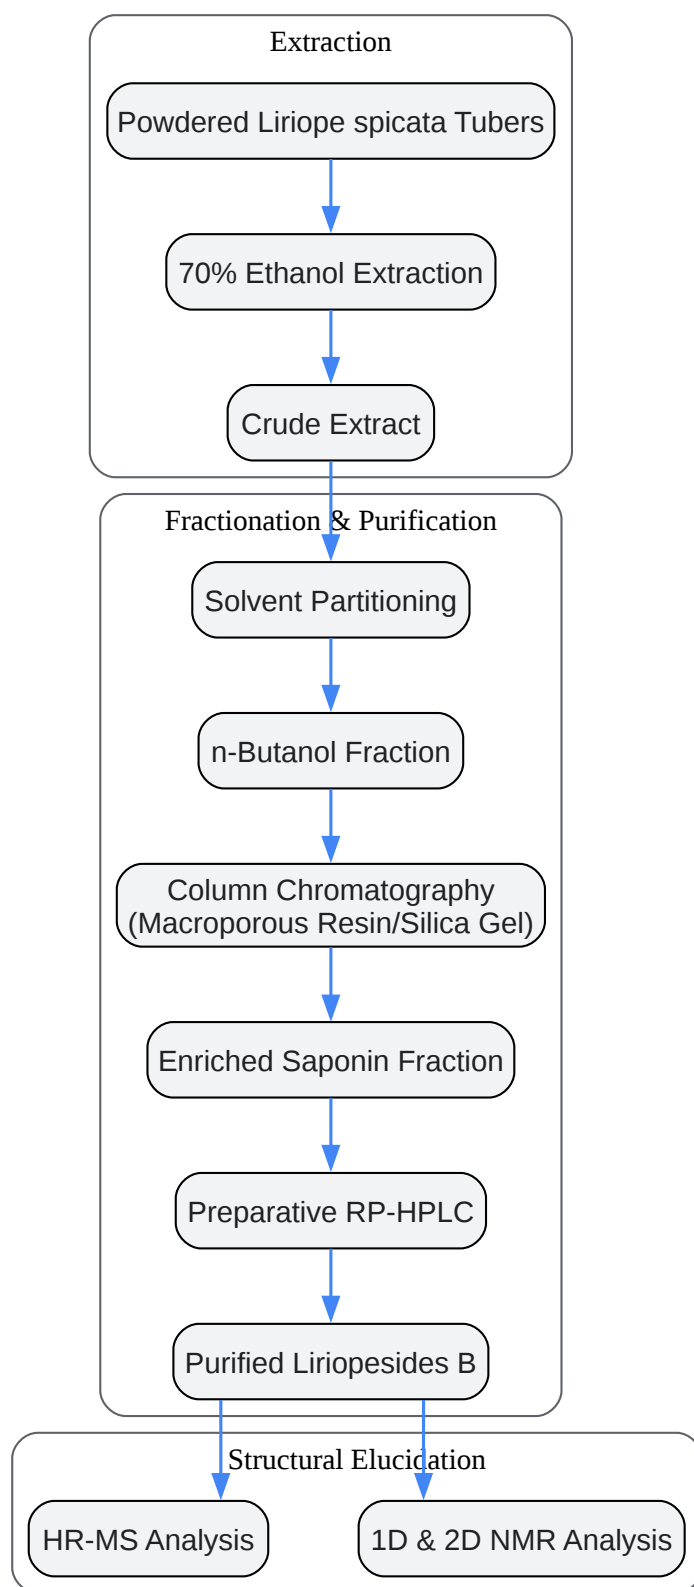 Extraction
Powdered Liriope spicata Tubers
70% Ethanol Extraction
Crude Extract
Fractionation & Purification
Solvent Partitioning
n-Butanol Fraction
Column Chromatography
(Macroporous Resin/Silica Gel)
Enriched Saponin Fraction
Preparative RP-HPLC
Purified Liriopesides B
Structural Elucidation
HR-MS Analysis
1D & 2D NMR Analysis